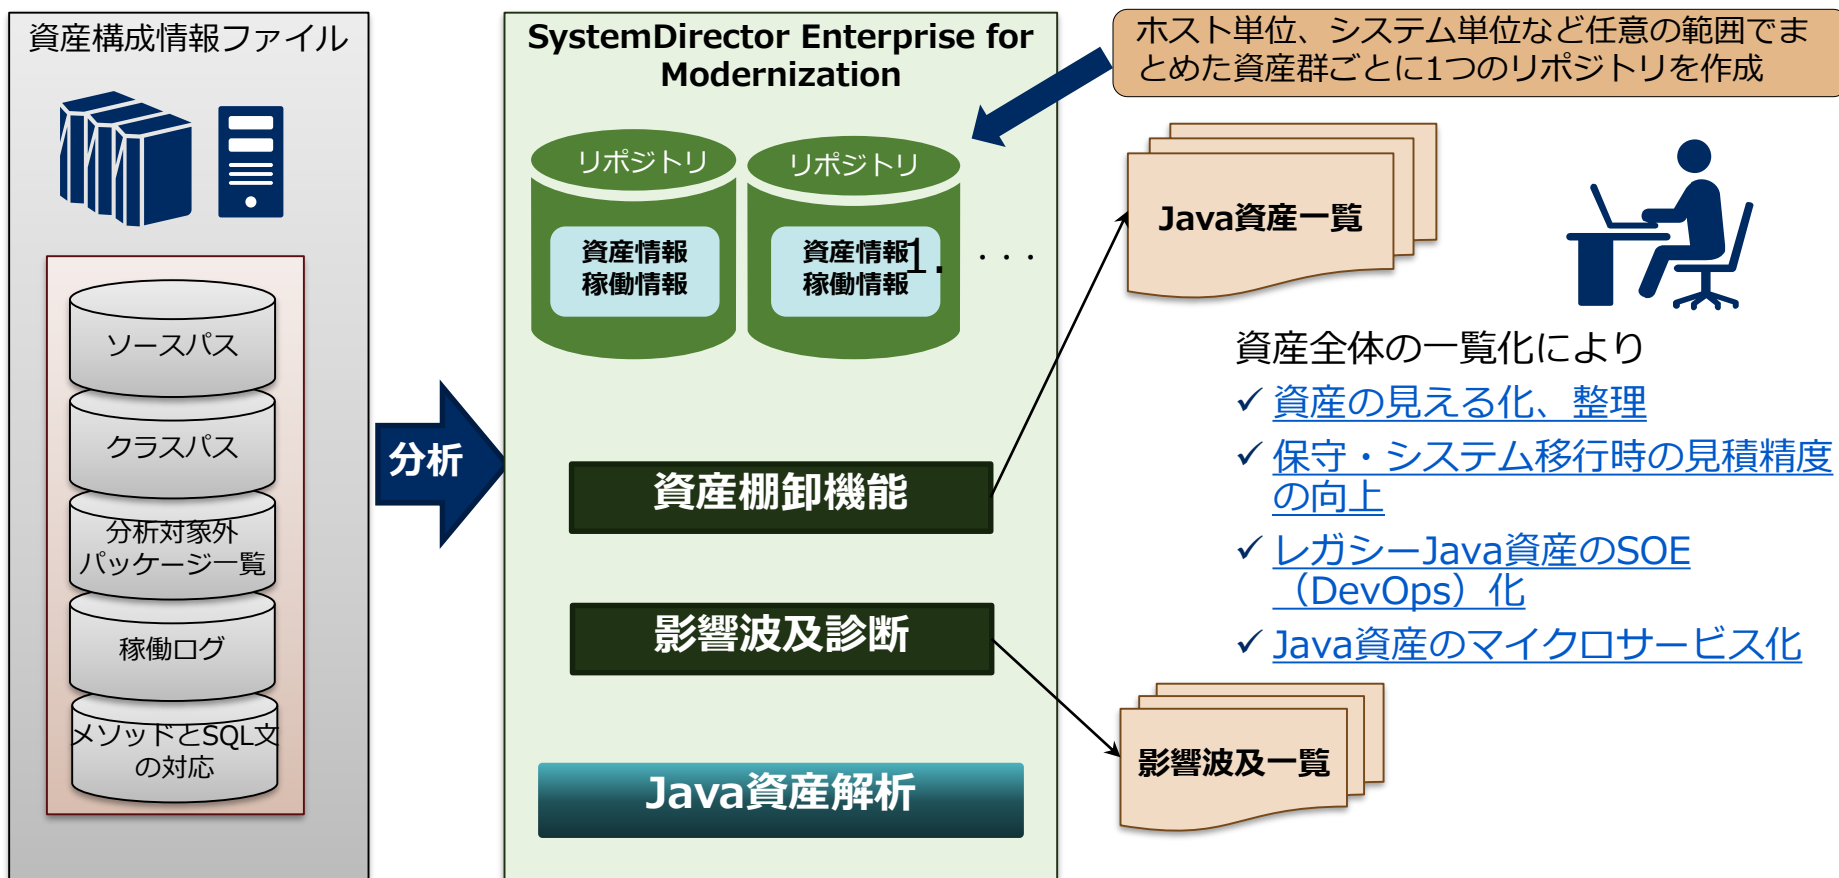 資産構成情報ファイル
ソースパス
クラスパス
分析対象外
パッケージ一覧
稼働ログ
メソッドとSQL文
の対応
分析
SystemDirector Enterprise for
Modernization
リポジトリ
資産情報
稼働情報
リポジトリ
資産情報
稼働情報
1. ・・・
資産棚卸機能
影響波及診断
Java資産解析
ホスト単位、システム単位など任意の範囲でま
とめた資産群ごとに1つのリポジトリを作成
Java資産一覧
資産全体の一覧化により
✓ 資産の見える化、整理
✓ 保守・システム移行時の見積精度
の向上
✓ レガシーJava資産のSOE
（DevOps）化
✓ Java資産のマイクロサービス化
影響波及一覧